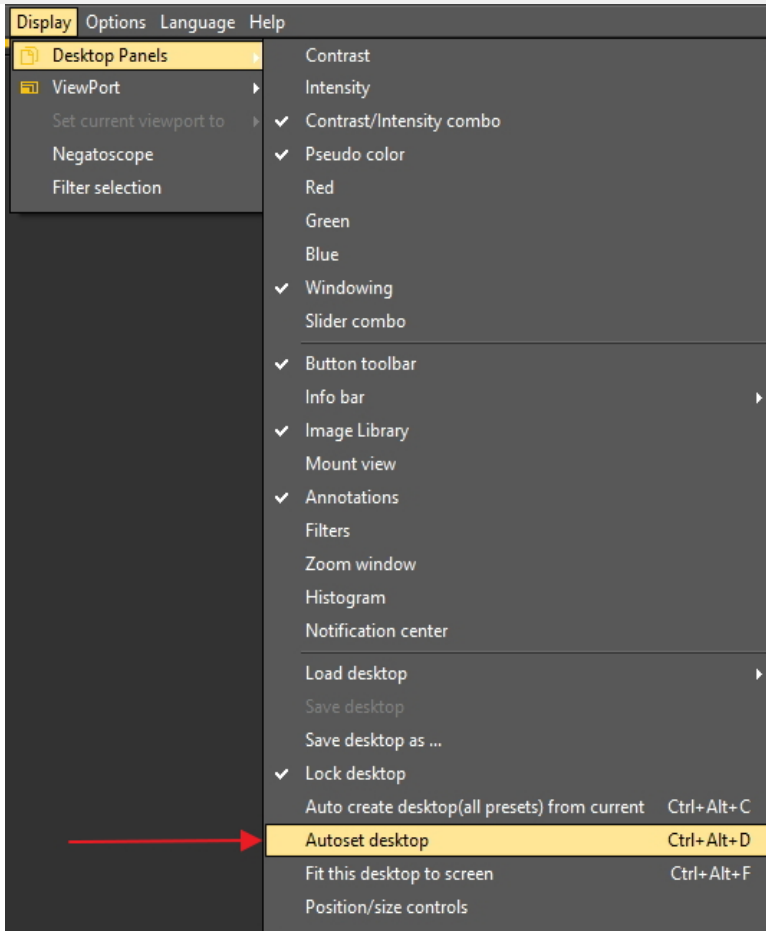 Display Options Language Help
Desktop Panels
ViewPort
Set current viewport to
Negatoscope
Filter selection
Contrast
Intensity
Contrast/Intensity combo
Pseudo color
Red
Green
Blue
Windowing
Slider combo
Button toolbar
Info bar
Image Library
Mount view
Annotations
Filters
Zoom window
Histogram
Notification center
Load desktop
Save desktop
Save desktop as ...
Lock desktop
Auto create desktop(all presets) from current Ctrl+Alt+C
Autoset desktop Ctrl+Alt+D
Fit this desktop to screen Ctrl+Alt+F
Position/size controls